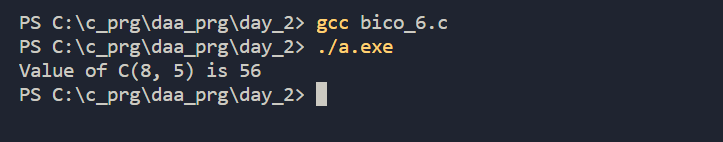 PS C:\c_prg\daa_prg\day_2> gcc bico_6.c
PS C:\c_prg\daa_prg\day_2> ./a.exe
Value of C(8, 5) is 56
PS C:\c_prg\daa_prg\day_2>